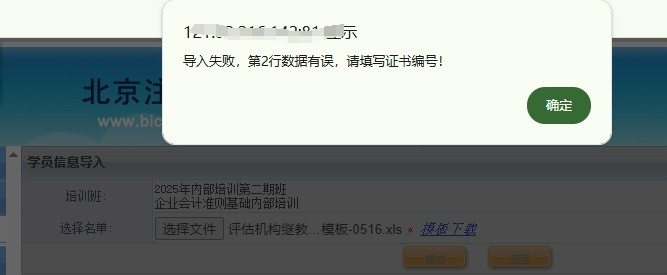 显示
导入失败，第2行数据有误，请填写证书编号！
确定
北京注
www.bic
学员信息导入
培训班：
2025年内部培训第二期班
企业会计准则基础内部培训
选择名单： 选择文件 评估机构继教...模板-0516.xls * 模板下载